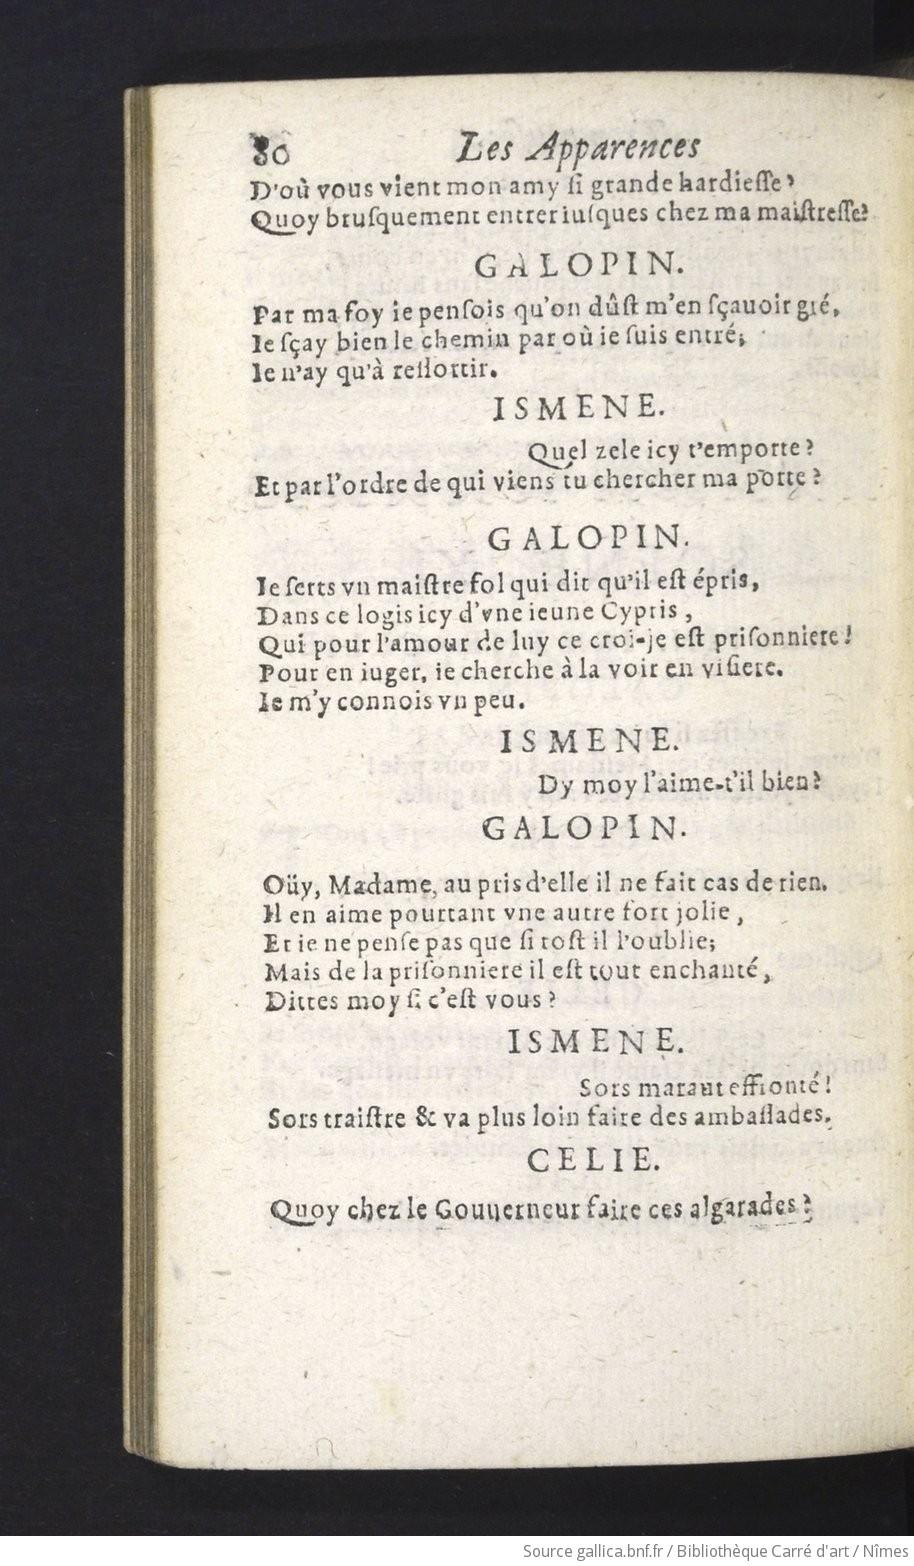 80 Les Apparences
D'où vous vient mon amy ſi grande hardieſſe?
Quoy bruſquement entrer iuſques chez ma maiſtreſſe?
GALOPIN.
Par ma foy ie penſois qu'on dûſt m'en ſçauoir gré,
Ie ſçay bien le chemin par où ie ſuis entré;
Ie n'ay qu'à reſſortir.
ISMENE.
Quel zele icy t'emporte?
Et par l'ordre de qui viens tu chercher ma porte?
GALOPIN.
Ie ſerts vn maiſtre fol qui dit qu'il eſt épris,
Dans ce logis icy d'vne ieune Cypris,
Qui pour l'amour de luy ce croi-je eſt priſonniere!
Pour en iuger, ie cherche à la voir en viſiere.
Ie m'y connois vn peu.
ISMENE.
Dy moy l'aime-t'il bien?
GALOPIN.
Oüy, Madame, au pris d'elle il ne fait cas de rien.
Il en aime pourtant vne autre fort jolie,
Et ie ne penſe pas que ſi toſt il l'oublie;
Mais de la priſonniere il eſt tout enchanté,
Dittes moy ſi c'eſt vous?
ISMENE.
Sors maraut effronté!
Sors traiſtre & va plus loin faire des ambaſſades.
CELIE.
Quoy chez le Gouuerneur faire ces algarades?
Source gallica.bnf.fr / Bibliothèque Carré d'art / Nîmes